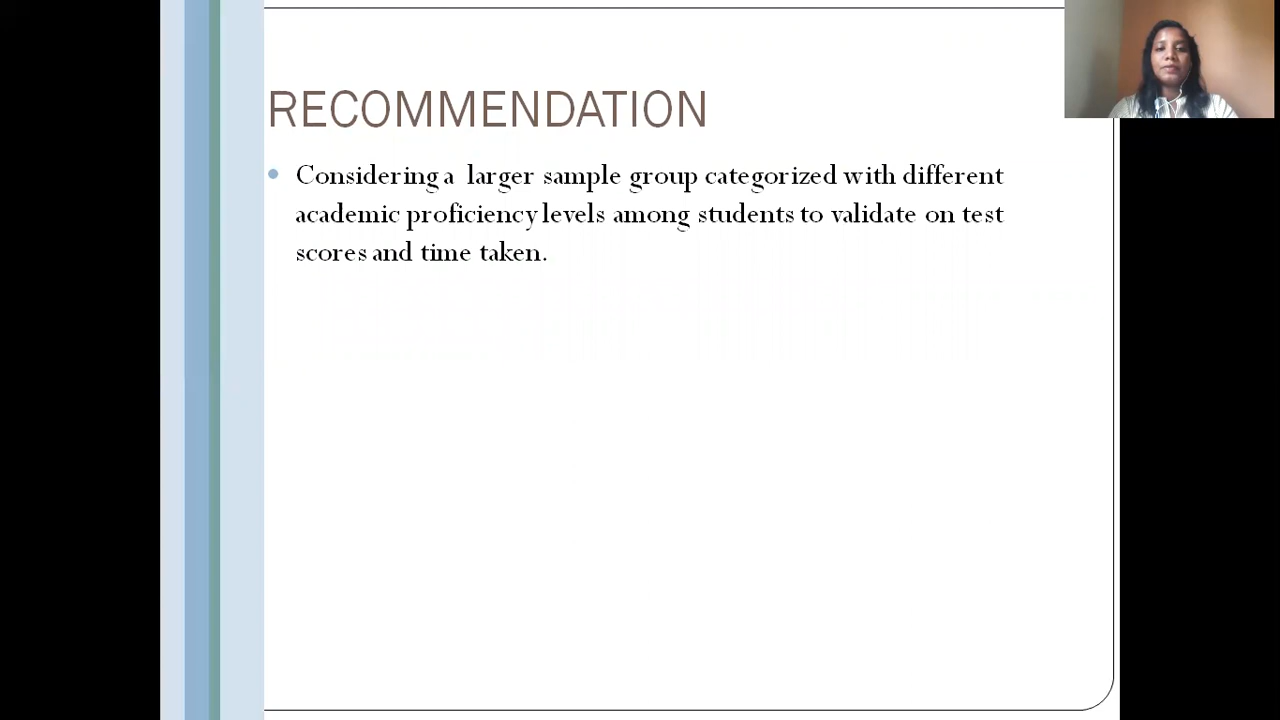 RECOMMENDATION
Considering a larger sample group categorized with different
academic proficiency levels among students to validate on test
scores and time taken.